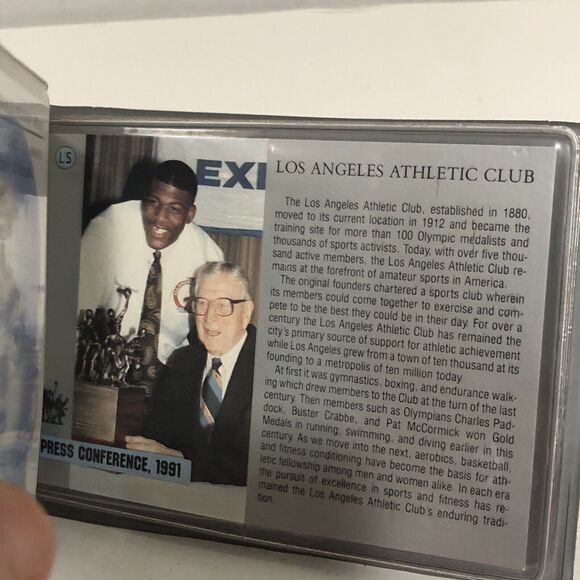 LS
EXI
PRESS CONFERENCE, 1991
LOS ANGELES ATHLETIC CLUB
The Los Angeles Athletic Club, established in 1880,
moved to its current location in 1912 and became the
training site for more than 100 Olympic medalists and
thousands of sports activists. Today, with over five thou-
sand active members, the Los Angeles Athletic Club re-
mains at the forefront of amateur sports in America.
The original founders chartered a sports club wherein
its members could come together to exercise and com-
pete to be the best they could be in their day. For over a
century the Los Angeles Athletic Club has remained the
city's primary source of support for athletic achievement
while Los Angeles grew from a town of ten thousand at its
founding to a metropolis of ten million today.
At first it was gymnastics, boxing, and endurance walk-
ing which drew members to the Club at the turn of the last
century. Then members such as Olympians Charles Pad-
dock, Buster Crabbe, and Pat McCormick won Gold
Medals in running, swimming, and diving earlier in this
century. As we move into the next, aerobics, basketball,
and fitness conditioning have become the basis for ath-
letic fellowship among men and women alike. In each era
the pursuit of excellence in sports and fitness has re-
mained the Los Angeles Athletic Club's enduring tradi-
tion.